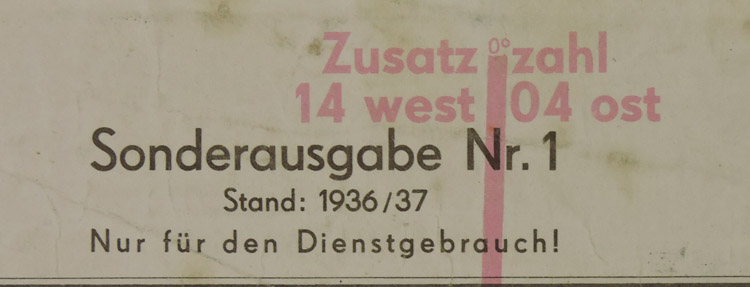 Zusatz 0° zahl
14 west 04 ost
Sonderausgabe Nr. 1
Stand: 1936/37
Nur für den Dienstgebrauch!